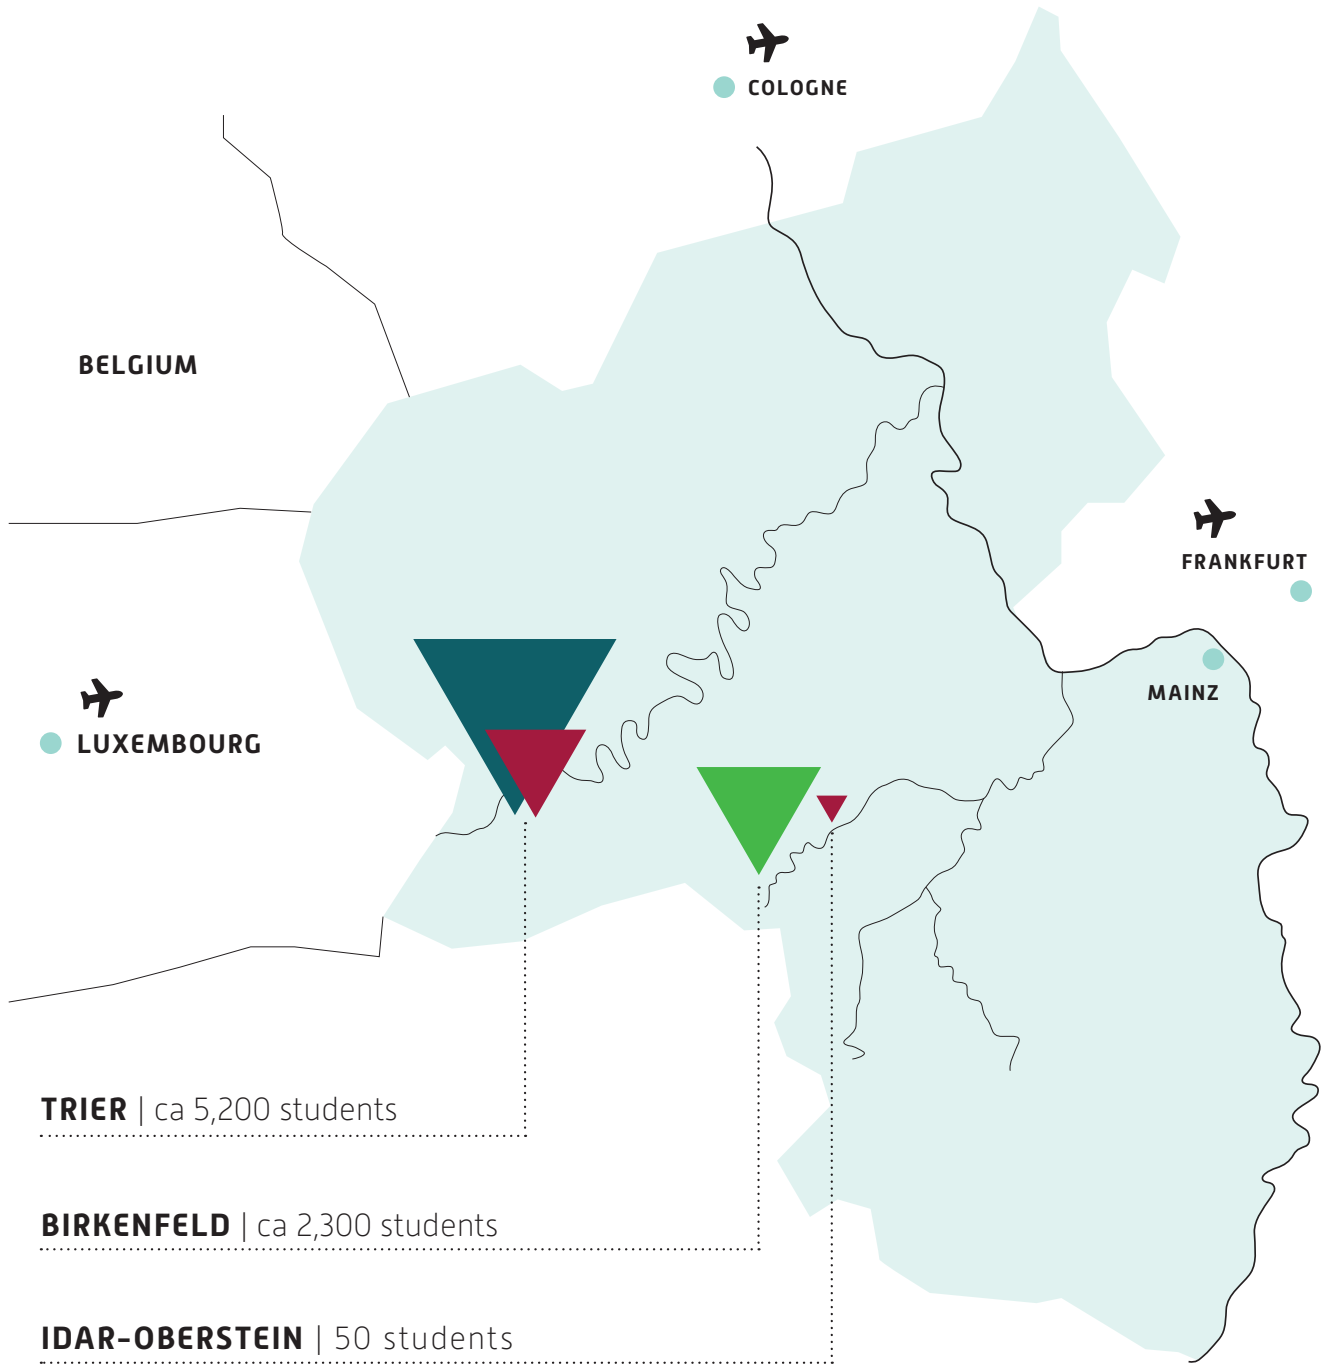 COLOGNE
BELGIUM
FRANKFURT
MAINZ
LUXEMBOURG
TRIER | ca 5,200 students
BIRKENFELD | ca 2,300 students
IDAR-OBERSTEIN | 50 students